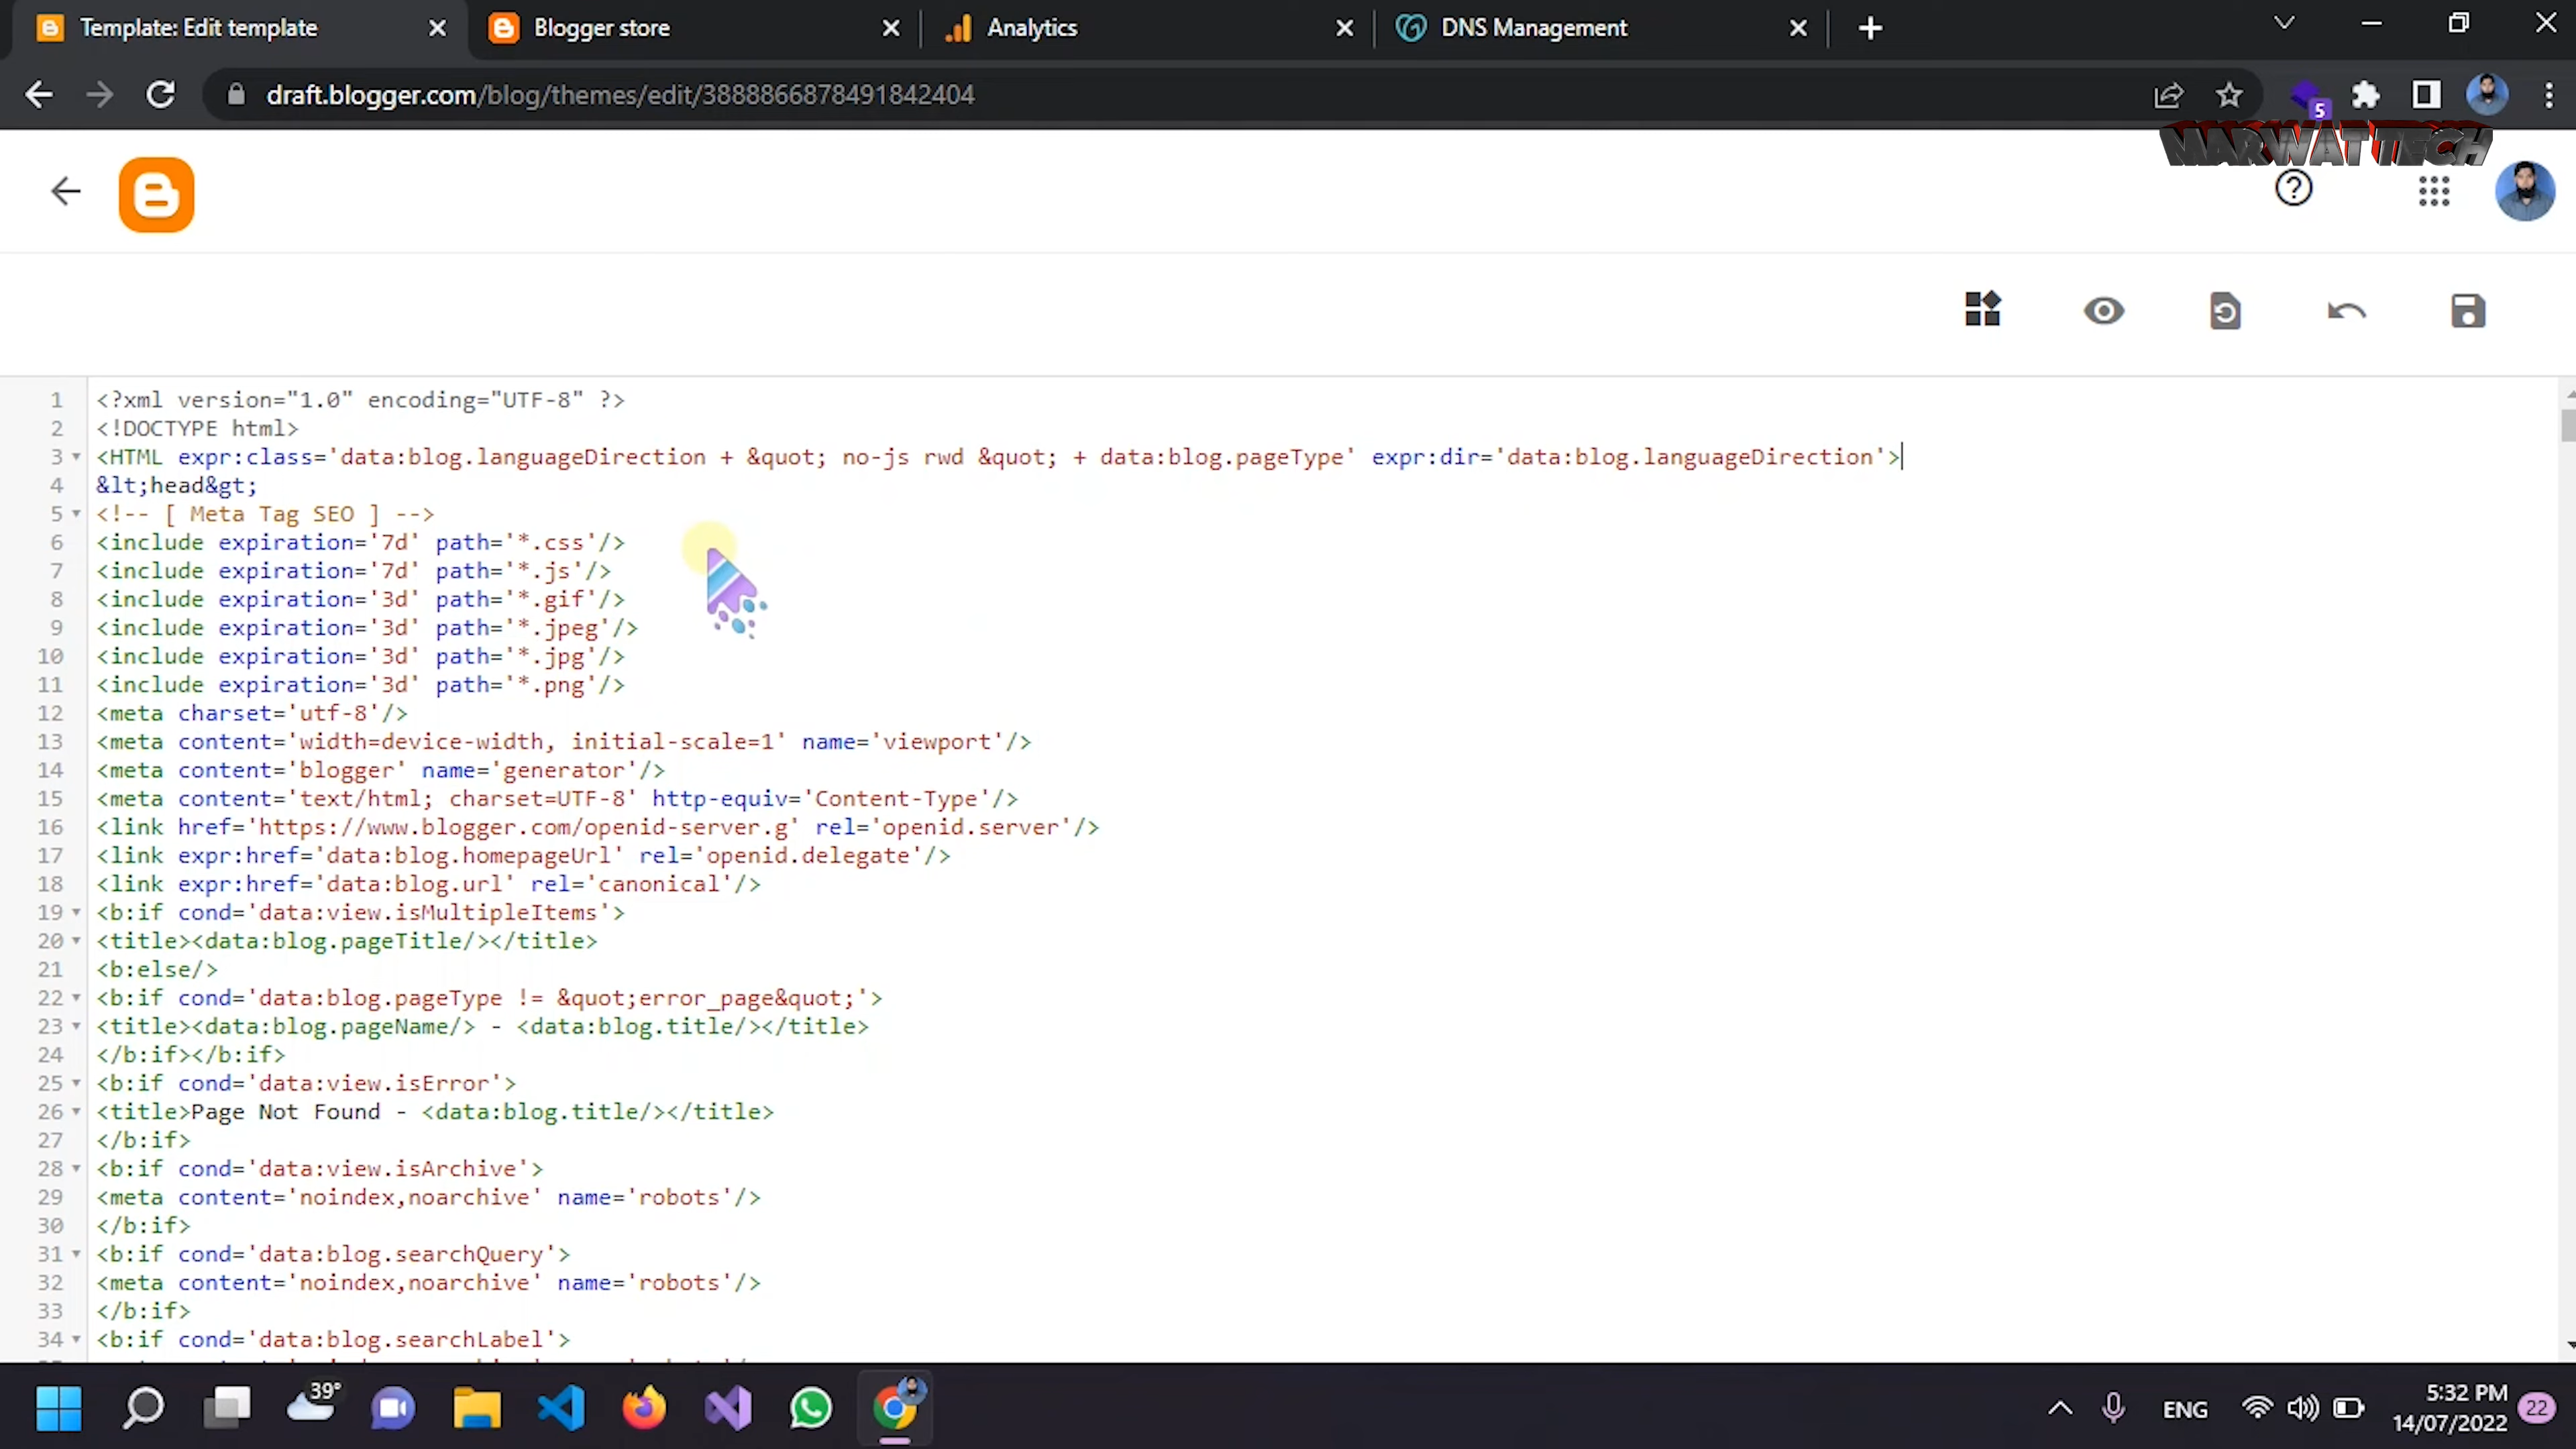 Template: Edit template
Blogger store
Analytics
DNS Management
draft.blogger.com/blog/themes/edit/3888866878491842404
5
MARWAT TECH
1 <?xml version="1.0" encoding="UTF-8" ?>
2 <!DOCTYPE html>
3 <HTML expr:class='data:blog.languageDirection + &quot; no-js rwd &quot; + data:blog.pageType' expr:dir='data:blog.languageDirection'>
4 &lt;head&gt;
5 <!-- [ Meta Tag SEO ] -->
6 <include expiration='7d' path='*.css'/>
7 <include expiration='7d' path='*.js'/>
8 <include expiration='3d' path='*.gif'/>
9 <include expiration='3d' path='*.jpeg'/>
10 <include expiration='3d' path='*.jpg'/>
11 <include expiration='3d' path='*.png'/>
12 <meta charset='utf-8'/>
13 <meta content='width=device-width, initial-scale=1' name='viewport'/>
14 <meta content='blogger' name='generator'/>
15 <meta content='text/html; charset=UTF-8' http-equiv='Content-Type'/>
16 <link href='https://www.blogger.com/openid-server.g' rel='openid.server'/>
17 <link expr:href='data:blog.homepageUrl' rel='openid.delegate'/>
18 <link expr:href='data:blog.url' rel='canonical'/>
19 <b:if cond='data:view.isMultipleItems'>
20 <title><data:blog.pageTitle/></title>
21 <b:else/>
22 <b:if cond='data:blog.pageType != &quot;error_page&quot;'>
23 <title><data:blog.pageName/> - <data:blog.title/></title>
24 </b:if></b:if>
25 <b:if cond='data:view.isError'>
26 <title>Page Not Found - <data:blog.title/></title>
27 </b:if>
28 <b:if cond='data:view.isArchive'>
29 <meta content='noindex,noarchive' name='robots'/>
30 </b:if>
31 <b:if cond='data:blog.searchQuery'>
32 <meta content='noindex,noarchive' name='robots'/>
33 </b:if>
34 <b:if cond='data:blog.searchLabel'>
39°
ENG
5:32 PM
14/07/2022
22